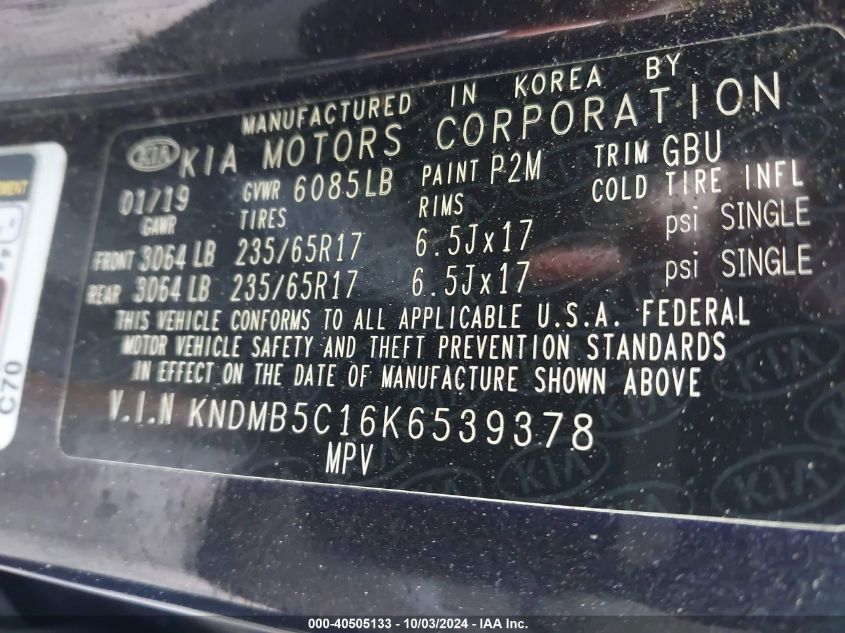 MANUFACTURED IN KOREA BY
KIA KIA MOTORS CORPORATION
01/19 GVWR 6085LB PAINT P2M TRIM GBU
GAWR TIRES RIMS COLD TIRE INFL
FRONT 3064 LB 235/65R17 6.5Jx17 psi SINGLE
REAR 3064 LB 235/65R17 6.5Jx17 psi SINGLE
THIS VEHICLE CONFORMS TO ALL APPLICABLE U.S.A. FEDERAL
MOTOR VEHICLE SAFETY AND THEFT PREVENTION STANDARDS
IN EFFECT ON THE DATE OF MANUFACTURE SHOWN ABOVE
V.I.N KNDMB5C16K6539378
MPV
C70
000-40505133 - 10/03/2024 - IAA Inc.